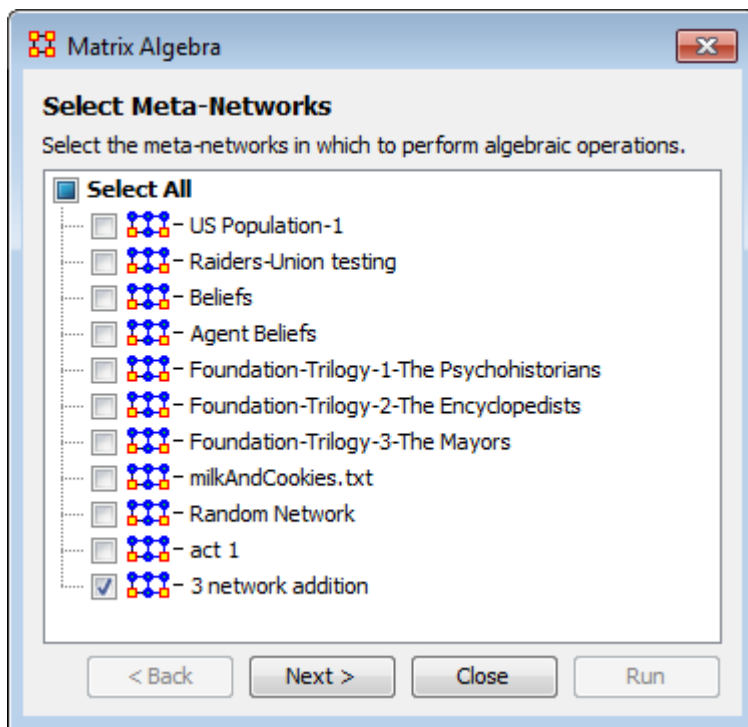 Matrix Algebra
Select Meta-Networks
Select the meta-networks in which to perform algebraic operations.
Select All
US Population-1
Raiders-Union testing
Beliefs
Agent Beliefs
Foundation-Trilogy-1-The Psychohistorians
Foundation-Trilogy-2-The Encyclopedists
Foundation-Trilogy-3-The Mayors
milkAndCookies.txt
Random Network
act 1
3 network addition
< Back Next > Close Run